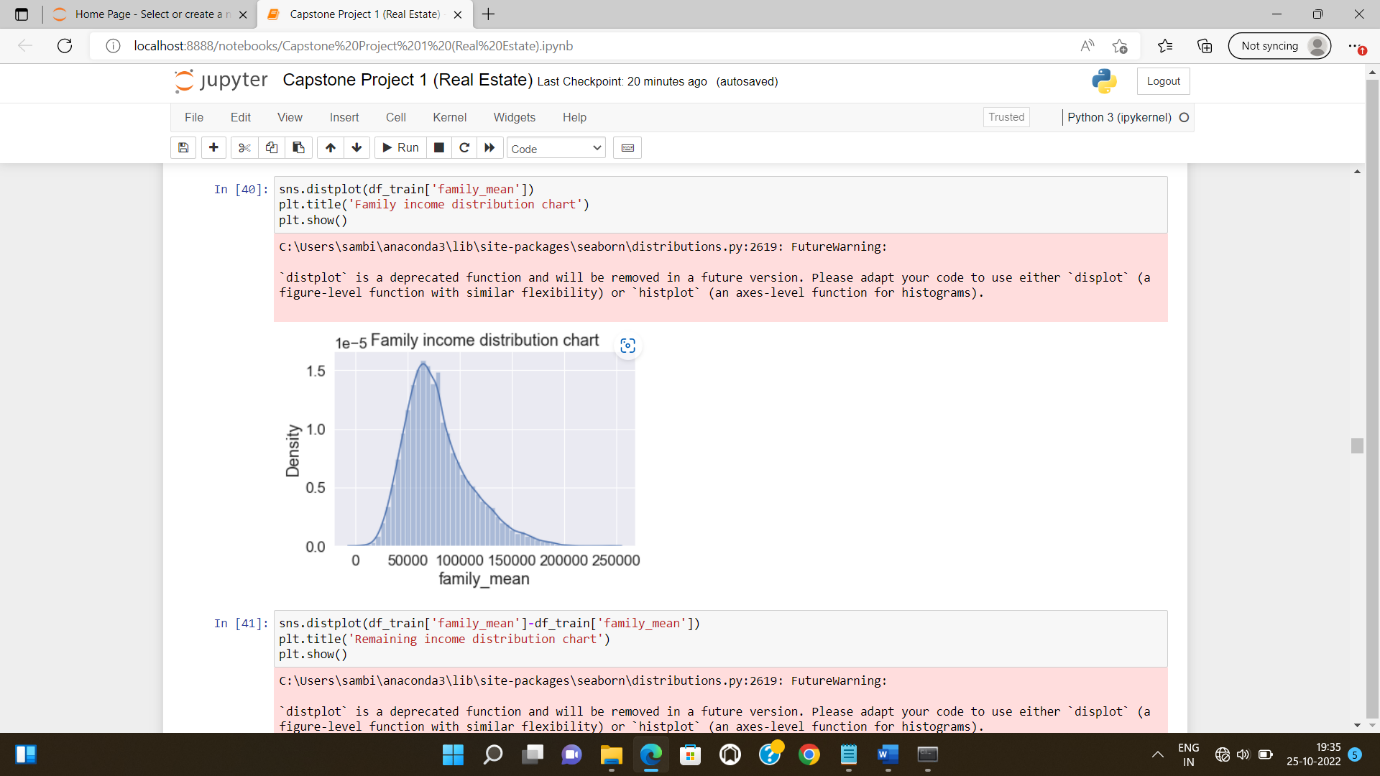 Home Page - Select or create a n
Capstone Project 1 (Real Estate)
localhost:8888/notebooks/Capstone%20Project%201%20(Real%20Estate).ipynb
Not syncing
jupyter Capstone Project 1 (Real Estate) Last Checkpoint: 20 minutes ago (autosaved)
Logout
File Edit View Insert Cell Kernel Widgets Help
Trusted
Python 3 (ipykernel)
Run
Code
In [40]: sns.distplot(df_train['family_mean'])
plt.title('Family income distribution chart')
plt.show()
C:\Users\sambi\anaconda3\lib\site-packages\seaborn\distributions.py:2619: FutureWarning:
`distplot` is a deprecated function and will be removed in a future version. Please adapt your code to use either `displot` (a
figure-level function with similar flexibility) or `histplot` (an axes-level function for histograms).
1e−5 Family income distribution chart
1.5
1.0
0.5
0.0
Density
0 50000 100000 150000 200000 250000
family_mean
In [41]: sns.distplot(df_train['family_mean']-df_train['family_mean'])
plt.title('Remaining income distribution chart')
plt.show()
C:\Users\sambi\anaconda3\lib\site-packages\seaborn\distributions.py:2619: FutureWarning:
`distplot` is a deprecated function and will be removed in a future version. Please adapt your code to use either `displot` (a
figure-level function with similar flexibility) or `histplot` (an axes-level function for histograms).
ENG
IN
19:35
25-10-2022
5